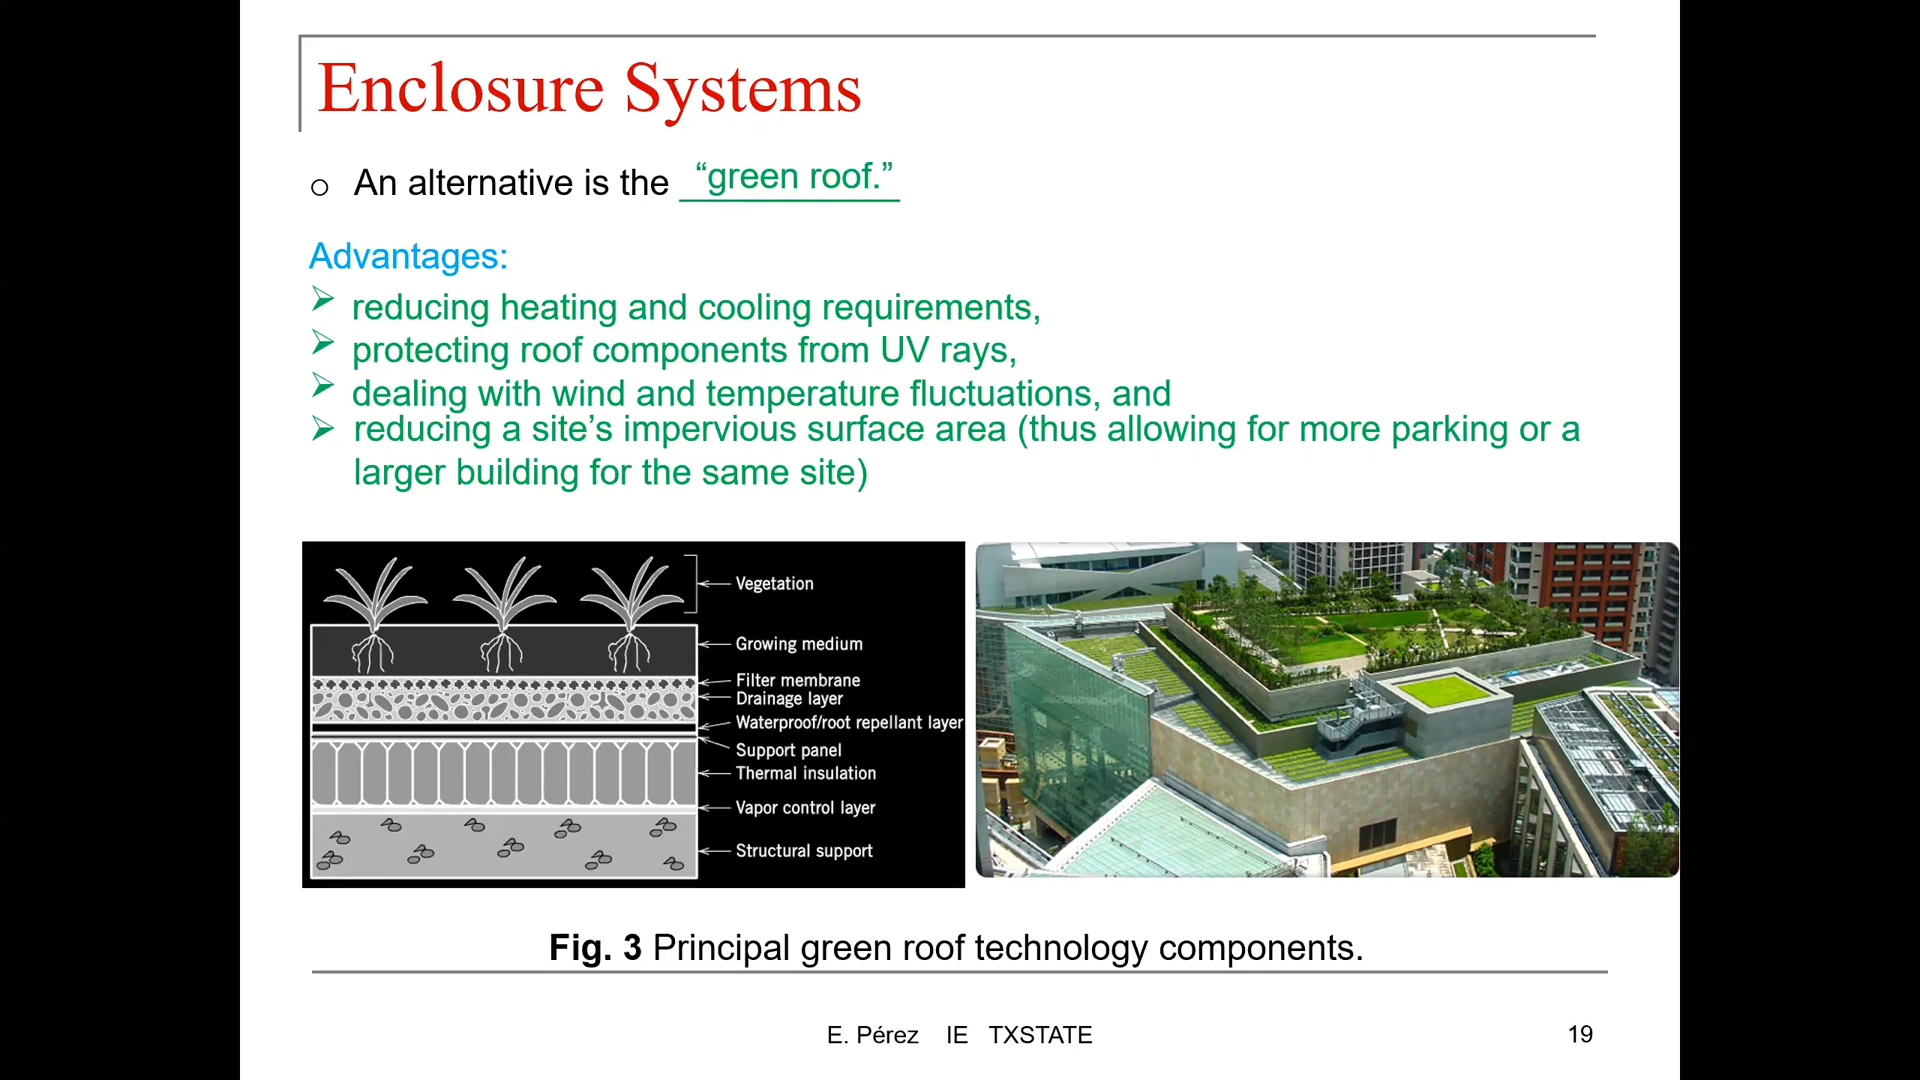 Enclosure Systems
o An alternative is the “green roof.”
Advantages:
➢ reducing heating and cooling requirements,
➢ protecting roof components from UV rays,
➢ dealing with wind and temperature fluctuations, and
➢ reducing a site’s impervious surface area (thus allowing for more parking or a
larger building for the same site)
Vegetation
Growing medium
Filter membrane
Drainage layer
Waterproof/root repellant layer
Support panel
Thermal insulation
Vapor control layer
Structural support
Fig. 3 Principal green roof technology components.
E. Pérez IE TXSTATE
19